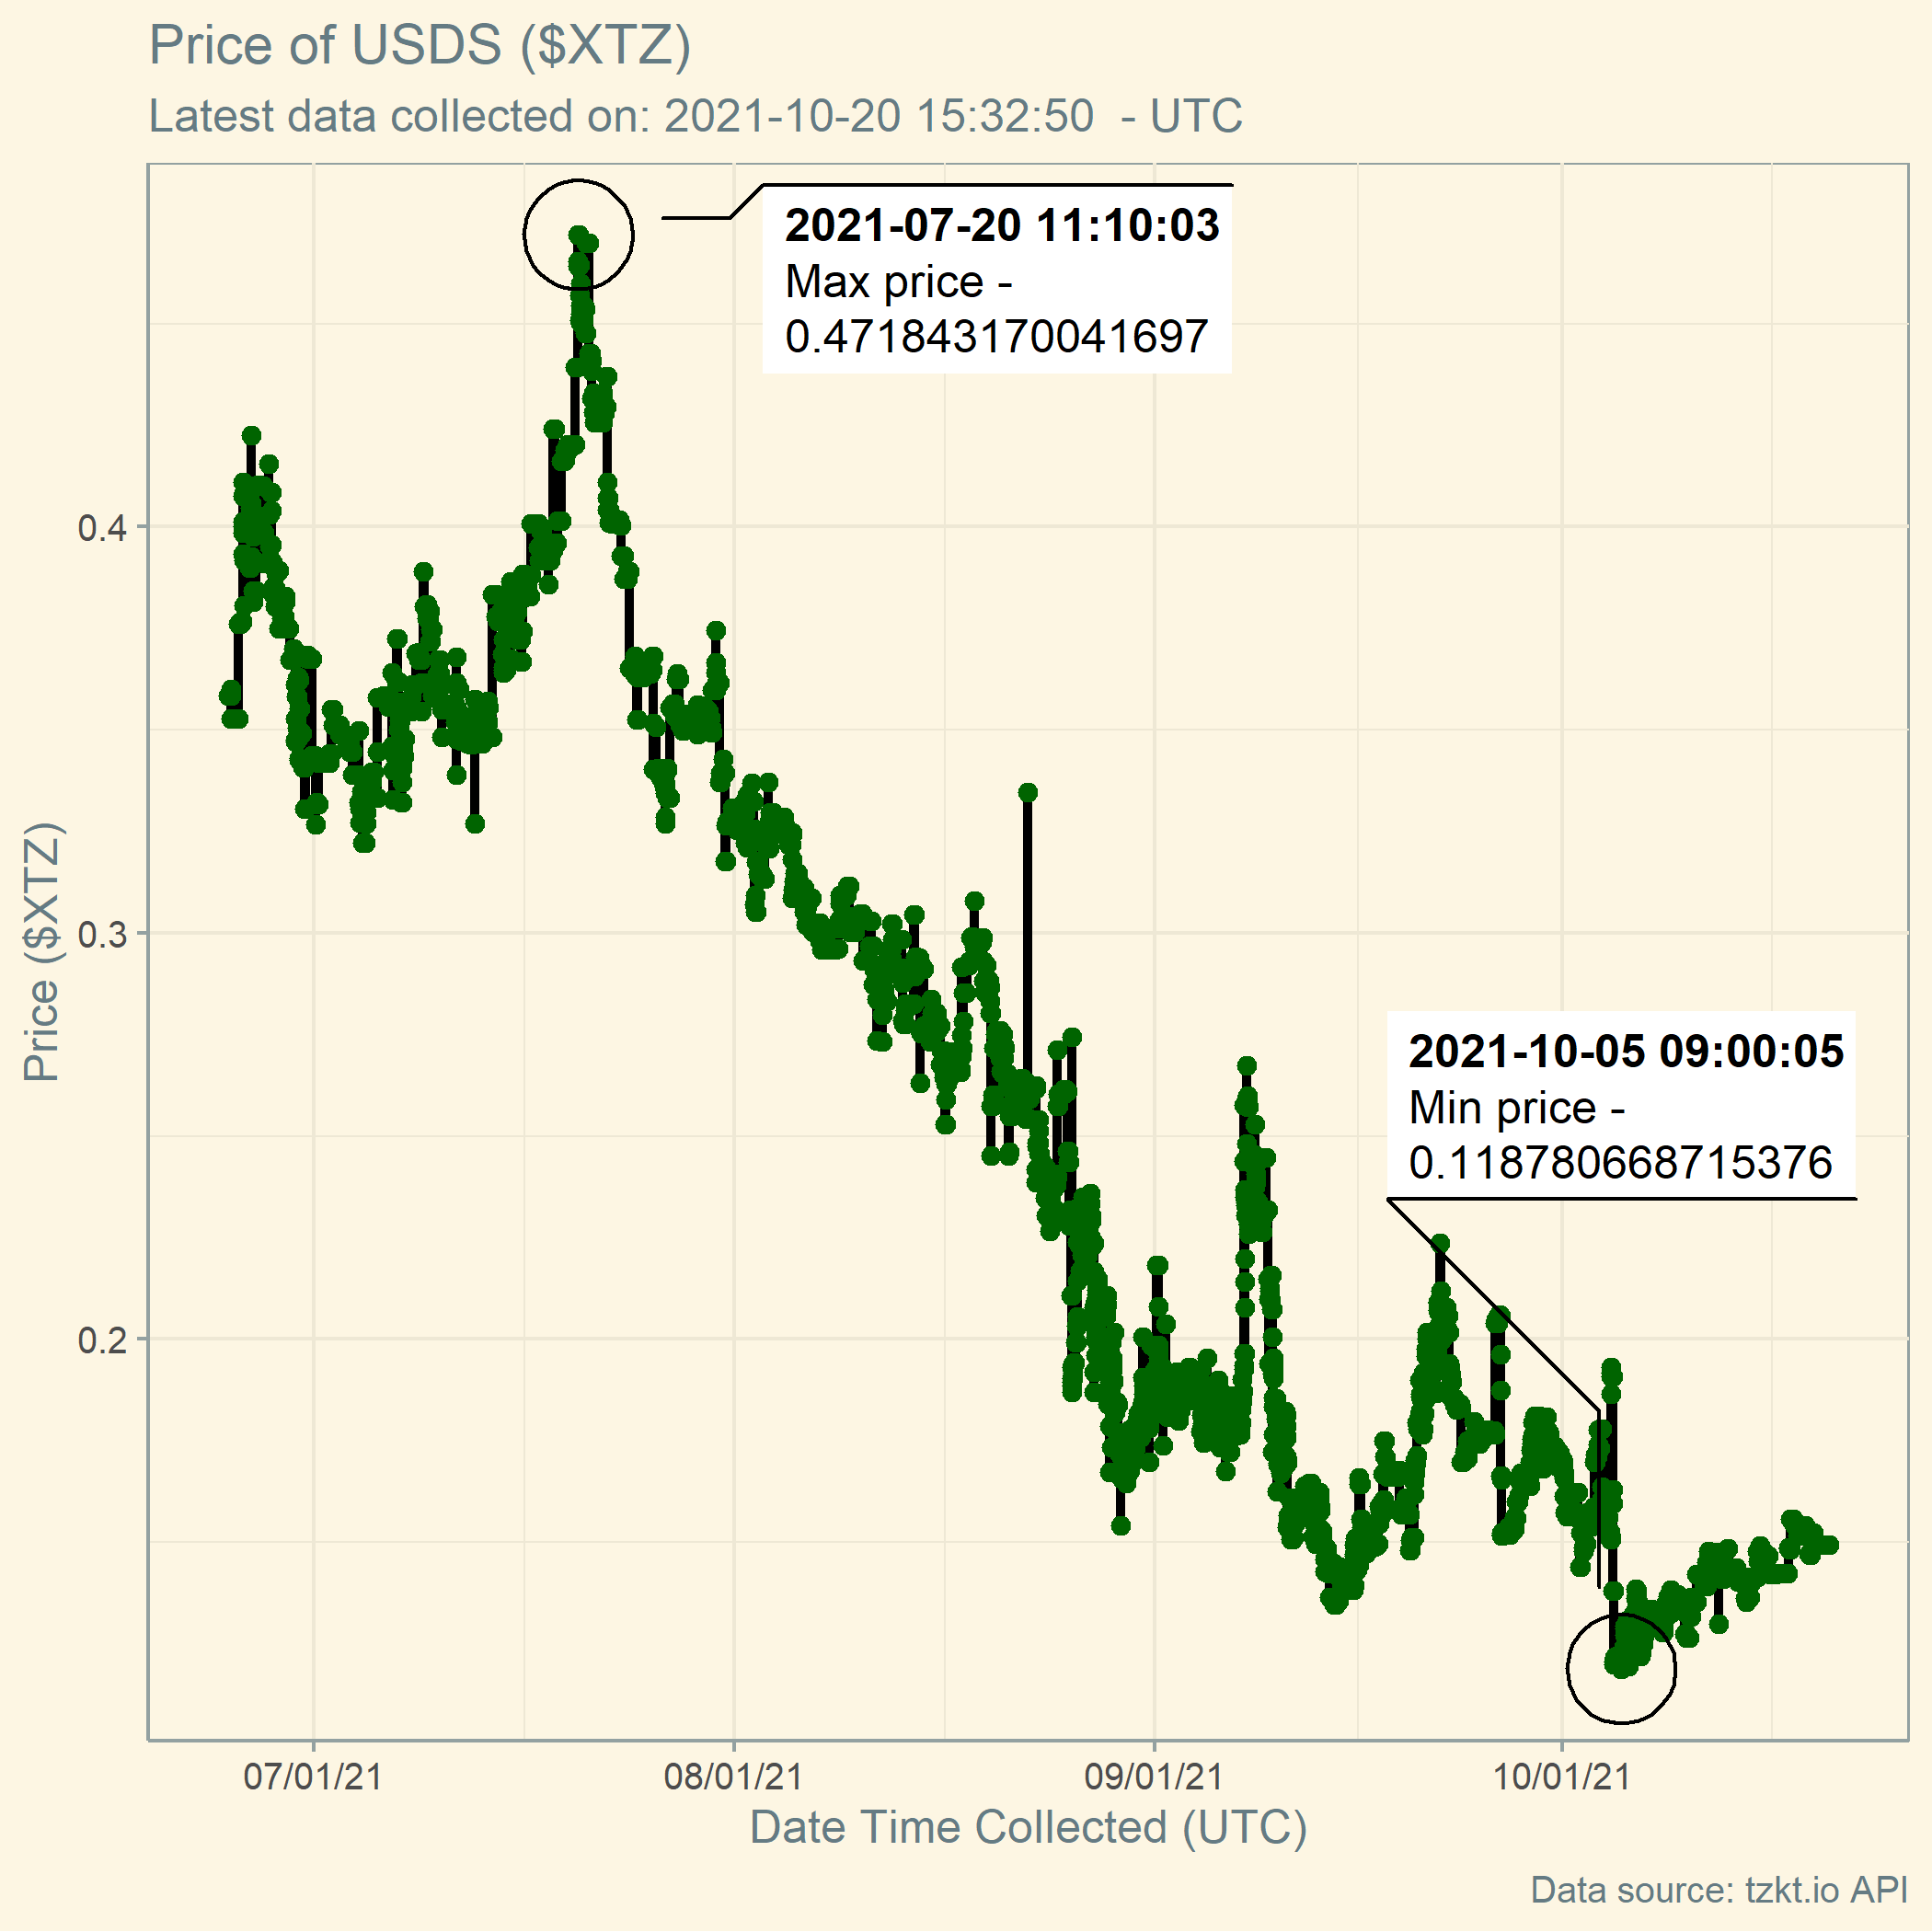 Price of USDS ($XTZ)
Latest data collected on: 2021-10-20 15:32:50  - UTC
2021-07-20 11:10:03
Max price -
0.471843170041697
0.4
0.3
0.2
Price ($XTZ)
2021-10-05 09:00:05
Min price -
0.118780668715376
07/01/21
08/01/21
09/01/21
10/01/21
Date Time Collected (UTC)
Data source: tzkt.io API